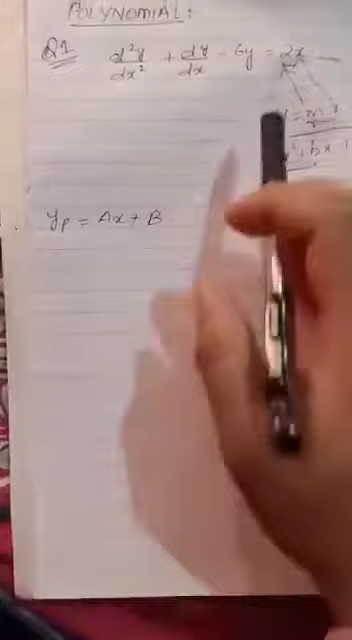 POLYNOMIAL:
Q1 d²y/dx² + dy/dx - 6y = 2x
yp = Ax + B